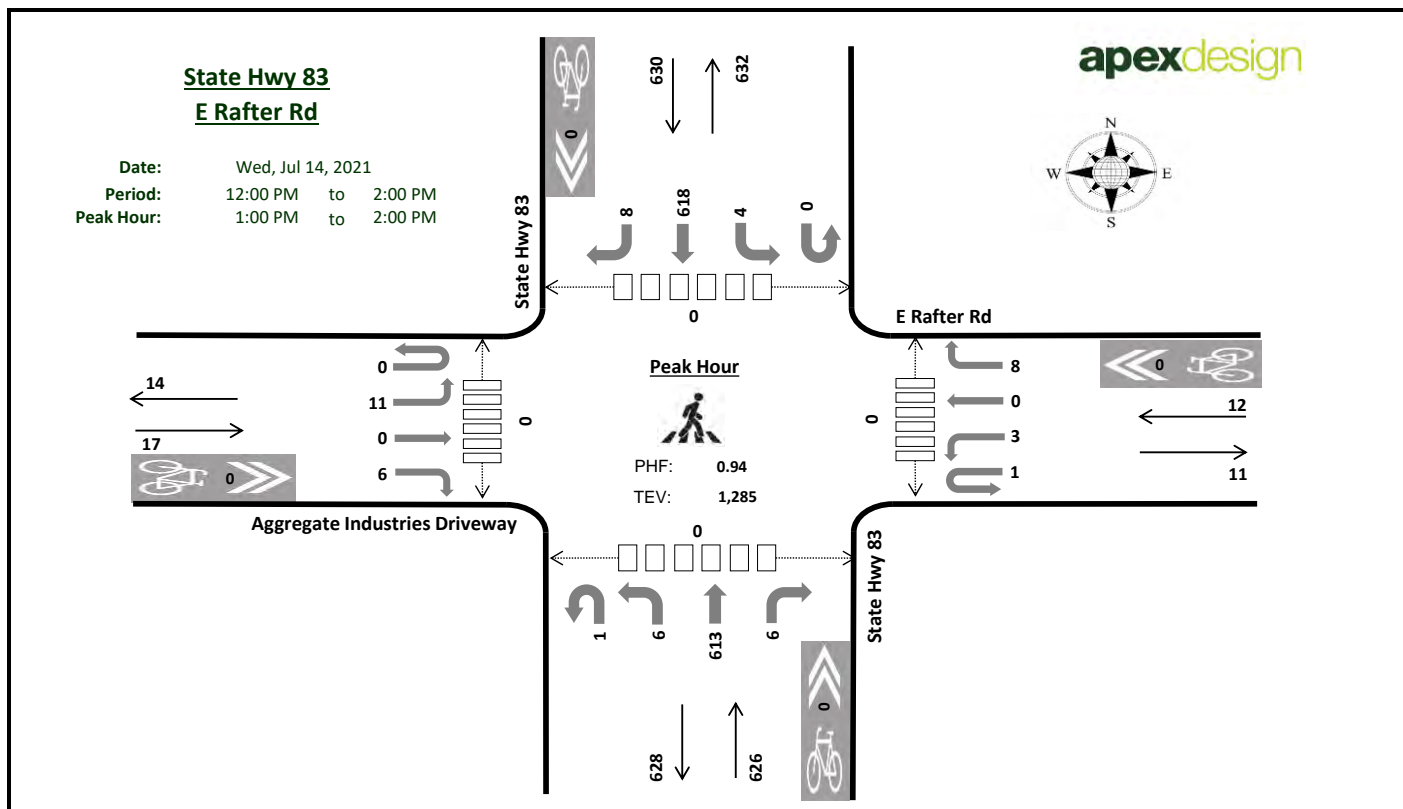 State Hwy 83
E Rafter Rd
Date: Wed, Jul 14, 2021
Period: 12:00 PM to 2:00 PM
Peak Hour: 1:00 PM to 2:00 PM
apexdesign
N
W E
S
630 632
0
State Hwy 83
8 618 4 0
0
E Rafter Rd
0
11
0
6
14
17
0
0
Peak Hour
PHF: 0.94
TEV: 1,285
0
0
8
0
3
1
0
12
11
Aggregate Industries Driveway
State Hwy 83
1 6 613 6
0
628 626